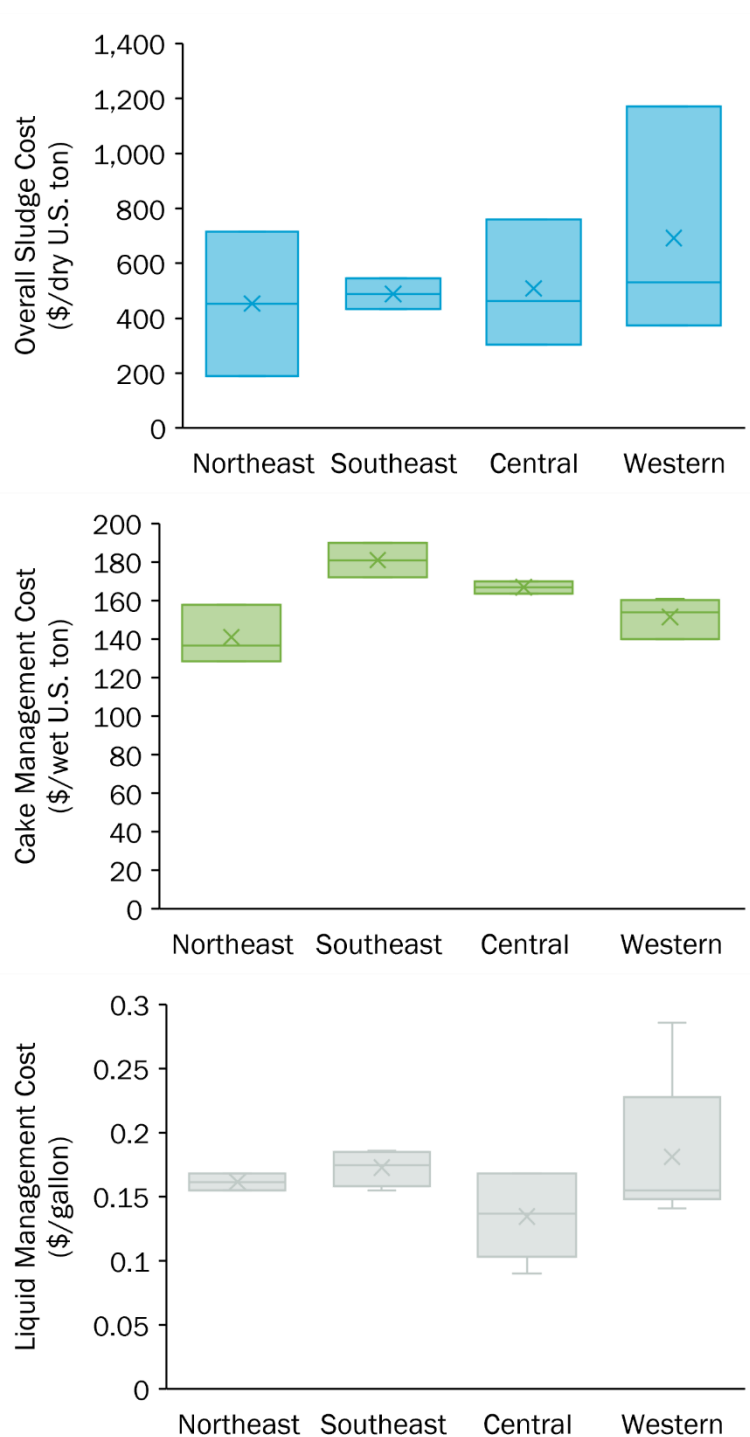 Overall Sludge Cost
($/dry U.S. ton)
1,400
1,200
1,000
800
600
400
200
0
Northeast Southeast Central Western
Cake Management Cost
($/wet U.S. ton)
200
180
160
140
120
100
80
60
40
20
0
Northeast Southeast Central Western
Liquid Management Cost
($/gallon)
0.3
0.25
0.2
0.15
0.1
0.05
0
Northeast Southeast Central Western